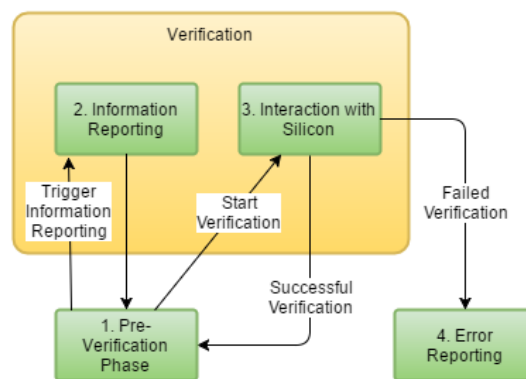 Verification
2. Information
Reporting
3. Interaction with
Silicon
Trigger
Information
Reporting
Start
Verification
Failed
Verification
Successful
Verification
1. Pre-
Verification
Phase
4. Error
Reporting